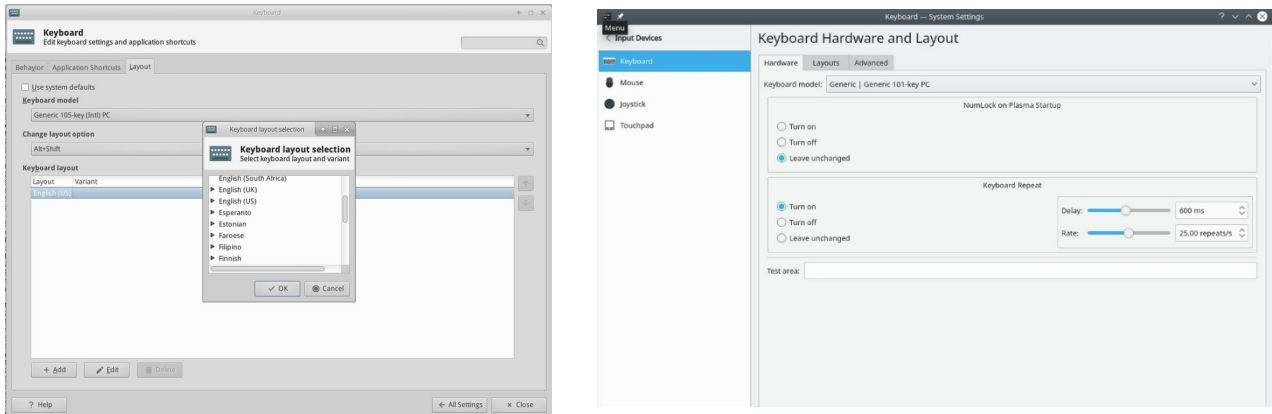 Keyboard
Keyboard
Edit keyboard settings and application shortcuts
Behavior Application Shortcuts Layout
Use system defaults
Keyboard model
Generic 105-key (Intl) PC
Change layout option
Alt+Shift
Keyboard layout
Layout Variant
English (US)
Keyboard layout selection
Keyboard layout selection
Select keyboard layout and variant
English (South Africa)
English (UK)
English (US)
Esperanto
Estonian
Faroese
Filipino
Finnish
OK Cancel
+ Add Edit Delete
? Help All Settings × Close
Keyboard — System Settings
Menu
Input Devices
Keyboard
Mouse
Joystick
Touchpad
Keyboard Hardware and Layout
Hardware Layouts Advanced
Keyboard model: Generic | Generic 101-key PC
NumLock on Plasma Startup
Turn on
Turn off
Leave unchanged
Keyboard Repeat
Turn on
Turn off
Leave unchanged
Delay: 600 ms
Rate: 25.00 repeats/s
Test area: